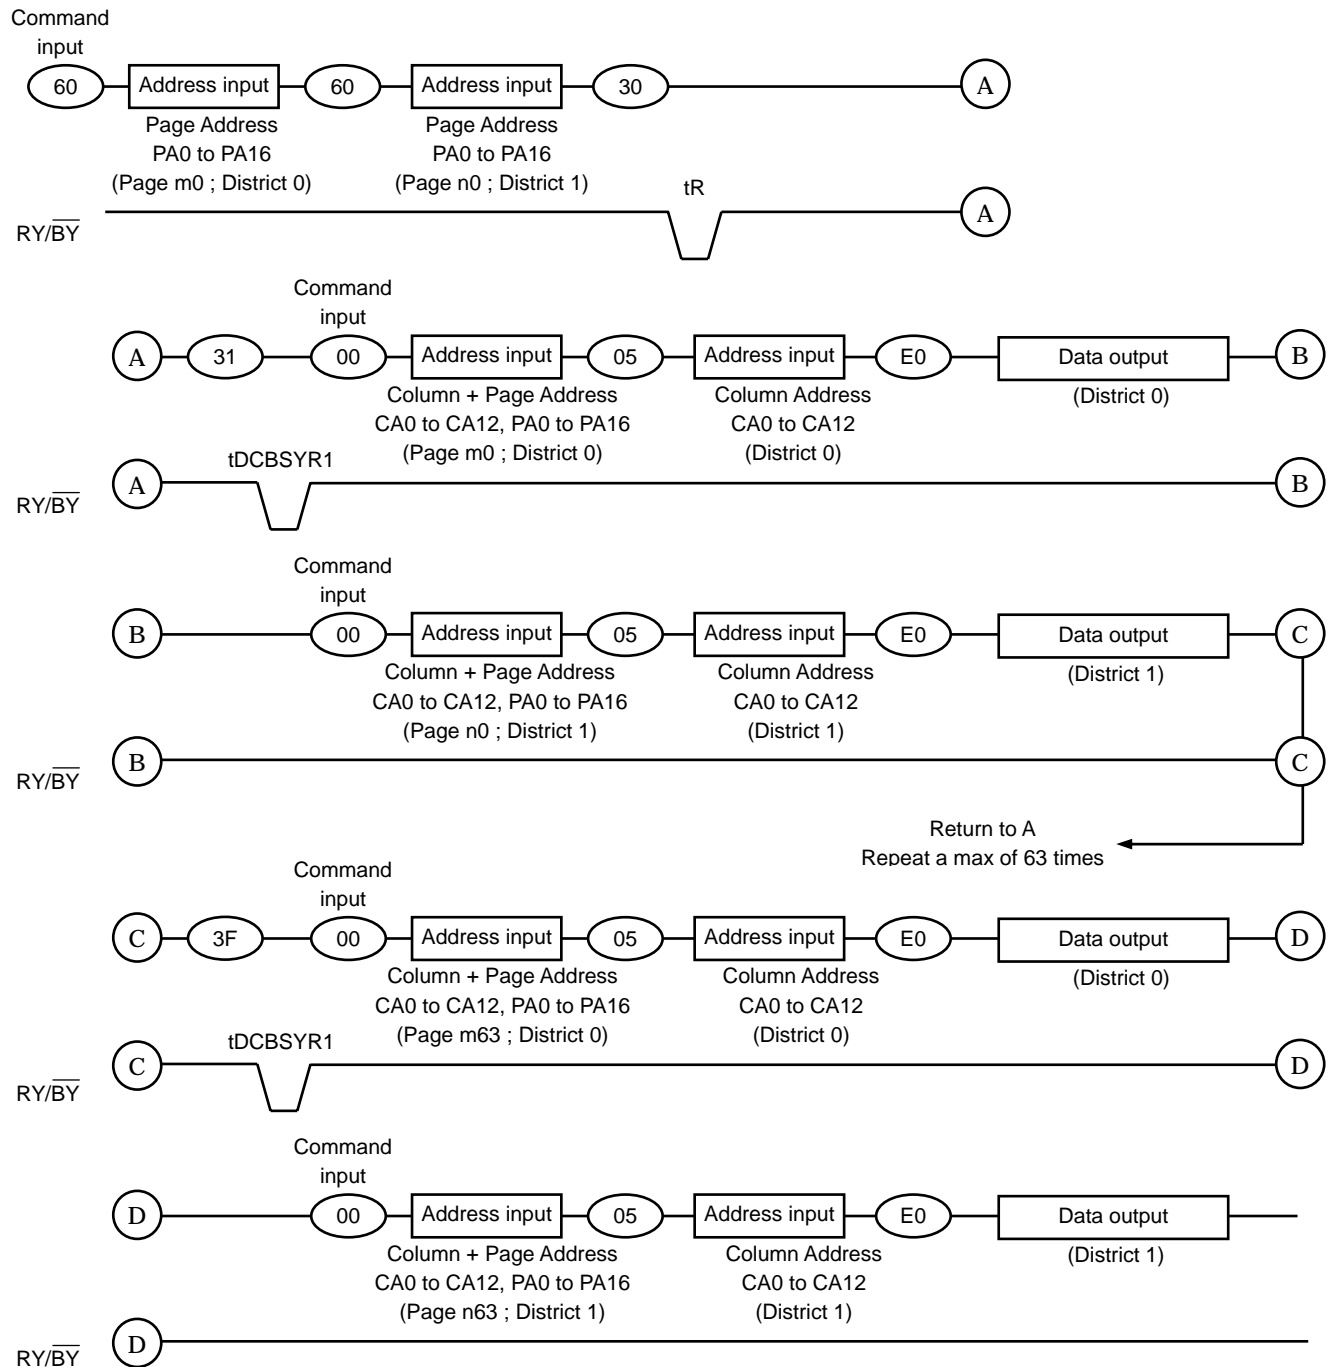 Command
input
60 Address input 60 Address input 30 A
Page Address Page Address
PA0 to PA16 PA0 to PA16
(Page m0 ; District 0) (Page n0 ; District 1) tR
RY/BY A
Command
input
A 31 00 Address input 05 Address input E0 Data output B
Column + Page Address Column Address (District 0)
CA0 to CA12, PA0 to PA16 CA0 to CA12
(Page m0 ; District 0) (District 0)
tDCBSYR1
RY/BY A B
Command
input
B 00 Address input 05 Address input E0 Data output C
Column + Page Address Column Address (District 1)
CA0 to CA12, PA0 to PA16 CA0 to CA12
(Page n0 ; District 1) (District 1)
RY/BY B C
Return to A
Repeat a max of 63 times
Command
input
C 3F 00 Address input 05 Address input E0 Data output D
Column + Page Address Column Address (District 0)
CA0 to CA12, PA0 to PA16 CA0 to CA12
(Page m63 ; District 0) (District 0)
tDCBSYR1
RY/BY C D
Command
input
D 00 Address input 05 Address input E0 Data output
Column + Page Address Column Address (District 1)
CA0 to CA12, PA0 to PA16 CA0 to CA12
(Page n63 ; District 1) (District 1)
RY/BY D